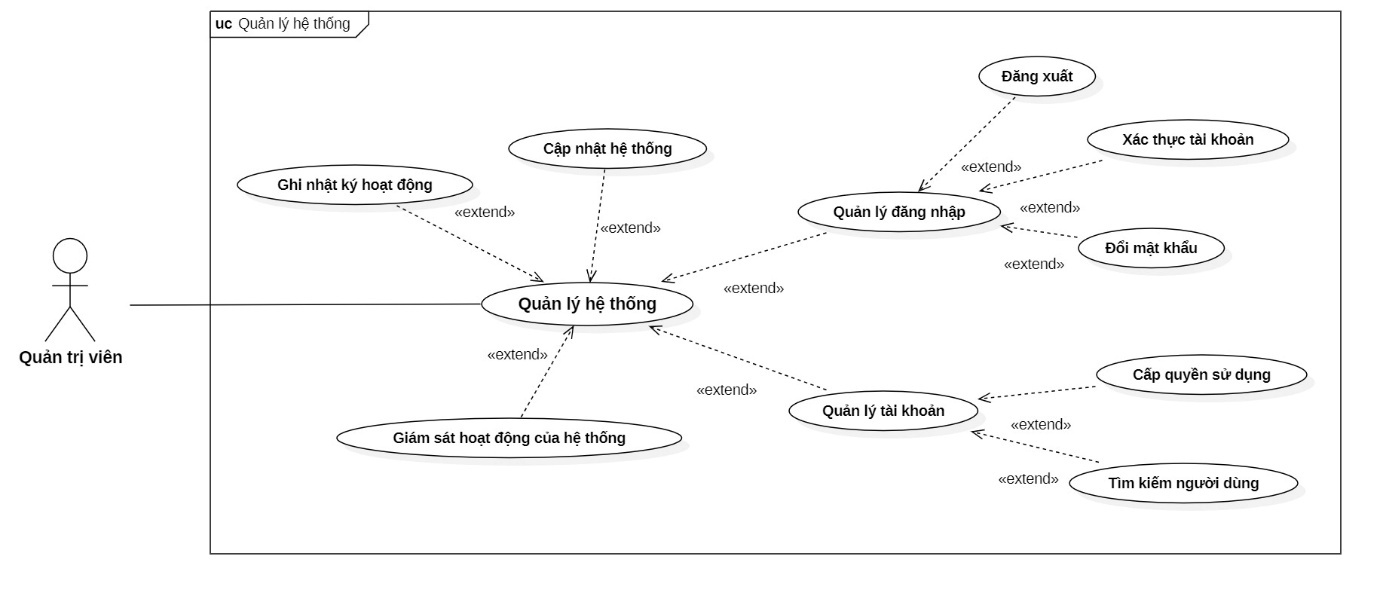 uc Quản lý hệ thống
Đăng xuất
Xác thực tài khoản
Cập nhật hệ thống
«extend»
Ghi nhật ký hoạt động
«extend»
«extend»
Quản lý đăng nhập
«extend»
Đổi mật khẩu
«extend»
«extend»
Quản lý hệ thống
Quản trị viên
«extend»
Cấp quyền sử dụng
«extend»
Quản lý tài khoản
«extend»
Giám sát hoạt động của hệ thống
«extend»
Tìm kiếm người dùng